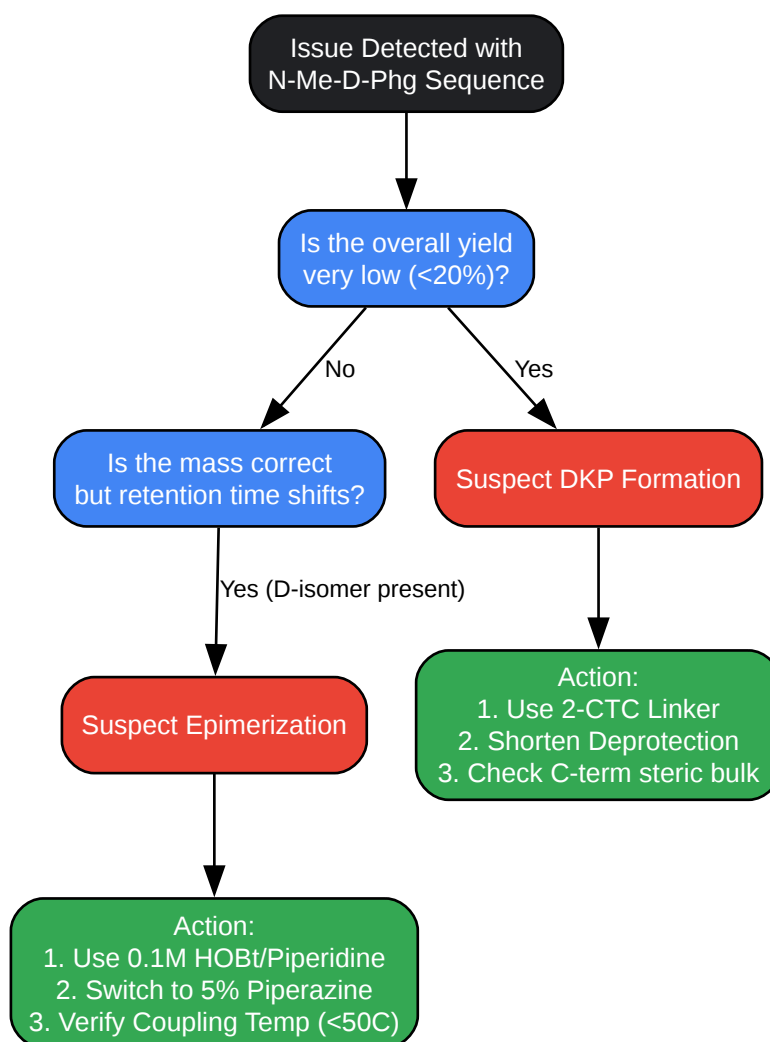 Issue Detected with
N-Me-D-Phg Sequence
Is the overall yield
very low (<20%)?
No
Yes
Is the mass correct
but retention time shifts?
Suspect DKP Formation
Yes (D-isomer present)
Suspect Epimerization
Action:
1. Use 2-CTC Linker
2. Shorten Deprotection
3. Check C-term steric bulk
Action:
1. Use 0.1M HOBt/Piperidine
2. Switch to 5% Piperazine
3. Verify Coupling Temp (<50C)